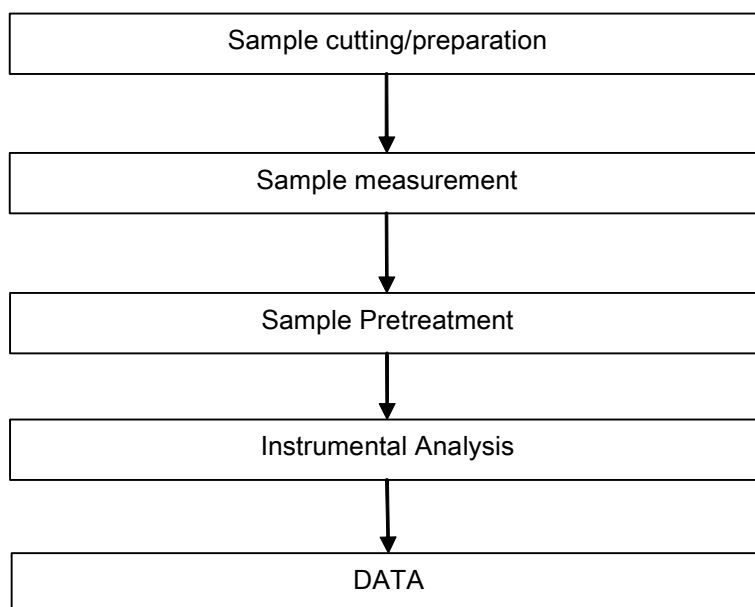 Sample cutting/preparation
Sample measurement
Sample Pretreatment
Instrumental Analysis
DATA